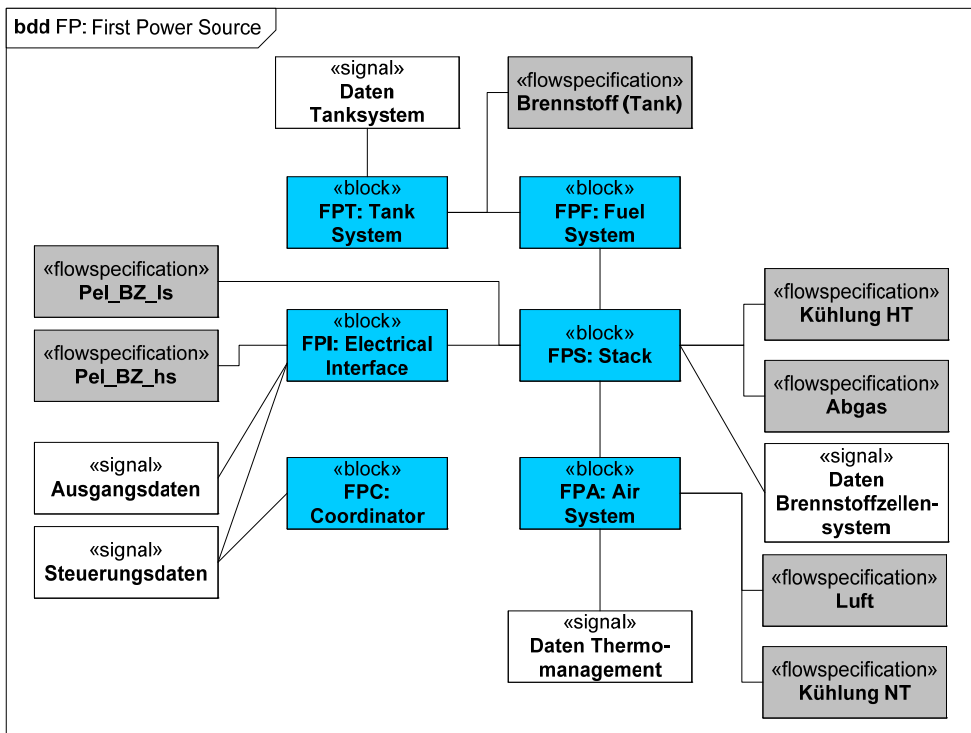 bdd FP: First Power Source
«signal»
Daten
Tanksystem
«flowspecification»
Brennstoff (Tank)
«block»
FPT: Tank
System
«block»
FPF: Fuel
System
«flowspecification»
Pel_BZ_ls
«flowspecification»
Pel_BZ_hs
«block»
FPI: Electrical
Interface
«block»
FPS: Stack
«flowspecification»
Kühlung HT
«flowspecification»
Abgas
«signal»
Ausgangsdaten
«signal»
Steuerungsdaten
«block»
FPC:
Coordinator
«block»
FPA: Air
System
«signal»
Daten
Brennstoffzellen-
system
«flowspecification»
Luft
«signal»
Daten Thermo-
management
«flowspecification»
Kühlung NT